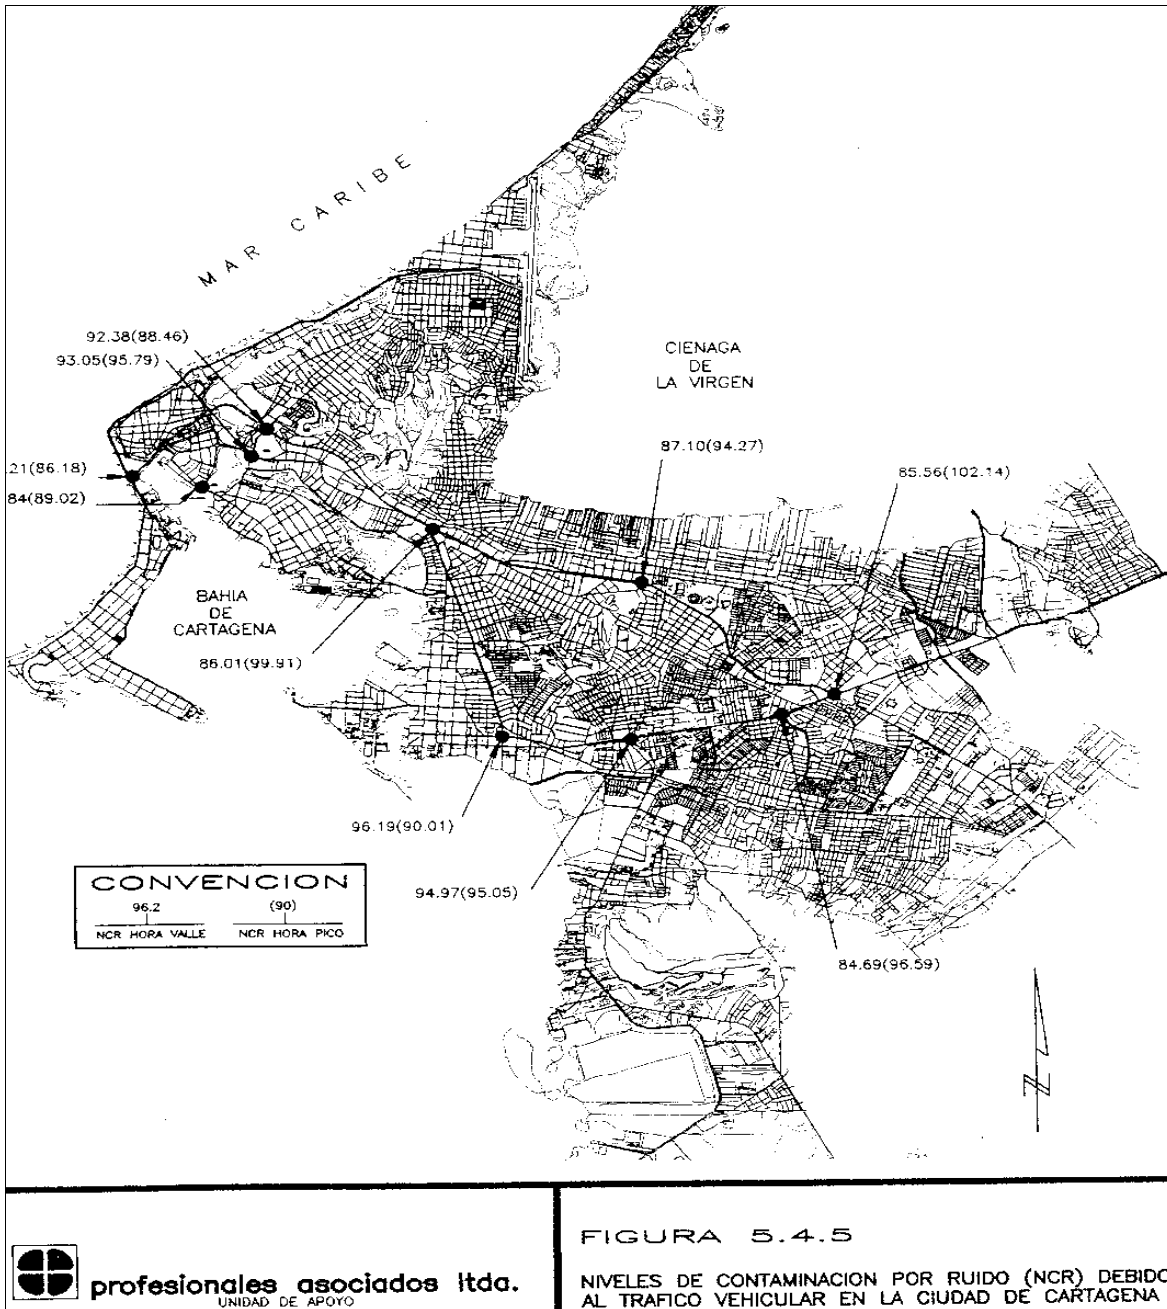 MAR CARIBE
92.38(88.46)
93.05(95.79)
CIENAGA
DE
LA VIRGEN
87.10(94.27)
85.56(102.14)
.21(86.18)
84(89.02)
BAHIA
DE
CARTAGENA
86.01(99.91)
96.19(90.01)
94.97(95.05)
84.69(96.59)
CONVENCION
96.2 (90)
NCR HORA VALLE NCR HORA PICO
N
FIGURA 5.4.5
profesionales asociados ltda.
UNIDAD DE APOYO
NIVELES DE CONTAMINACION POR RUIDO (NCR) DEBIDO
AL TRAFICO VEHICULAR EN LA CIUDAD DE CARTAGENA